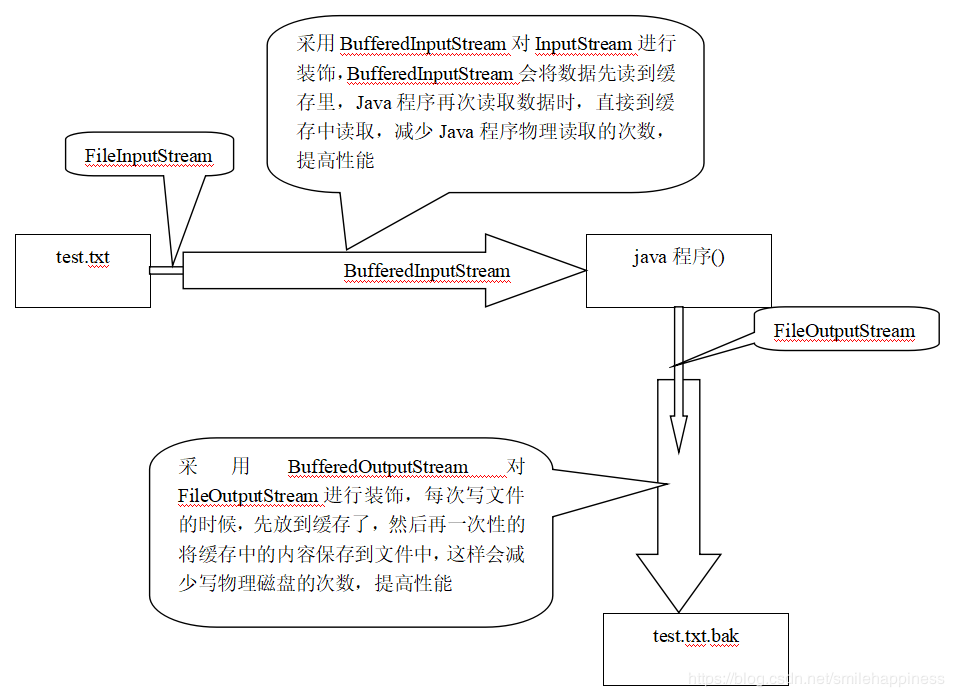 采用 BufferedInputStream 对 InputStream 进行
装饰，BufferedInputStream 会将数据先读到缓
存里，Java 程序再次读取数据时，直接到缓
存中读取，减少 Java 程序物理读取的次数，
提高性能
FileInputStream
test.txt
BufferedInputStream
java 程序()
FileOutputStream
采 用 BufferedOutputStream 对
FileOutputStream 进行装饰，每次写文件
的时候，先放到缓存了，然后再一次性的
将缓存中的内容保存到文件中，这样会减
少写物理磁盘的次数，提高性能
test.txt.bak
https://blog.csdn.net/smilehappiness